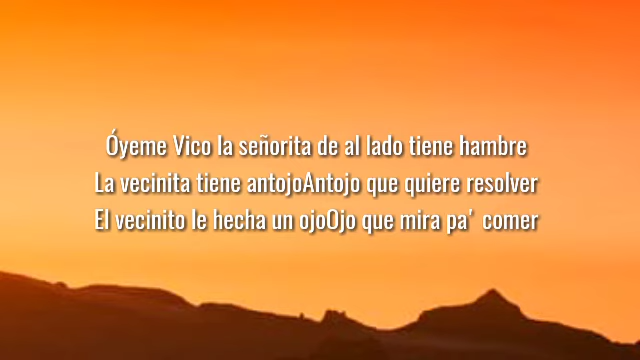 Óyeme Vico la señorita de al lado tiene hambre
La vecinita tiene antojoAntojo que quiere resolver
El vecinito le hecha un ojoOjo que mira pa´ comer